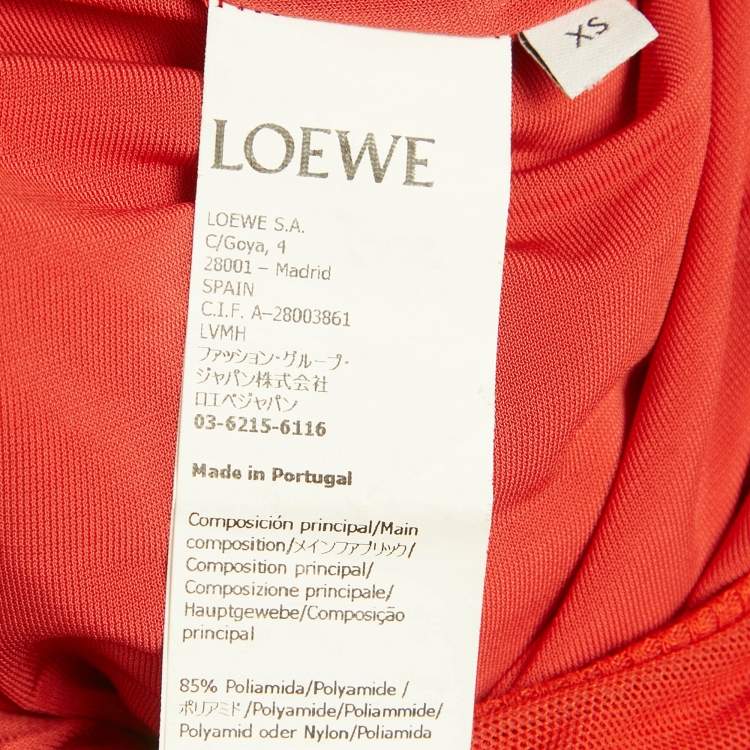 XS
LOEWE
LOEWE S.A.
C/Goya, 4
28001 – Madrid
SPAIN
C.I.F. A-28003861
LVMH
ファッション・グループ・
ジャパン株式会社
ロエベジャパン
03-6215-6116
Made in Portugal
Composición principal/Main
composition/メインファブリック/
Composition principal/
Composizione principale/
Hauptgewebe/Composição
principal
85% Poliamida/Polyamide /
ポリアミド/Polyamide/Poliammide/
Polyamid oder Nylon/Poliamida